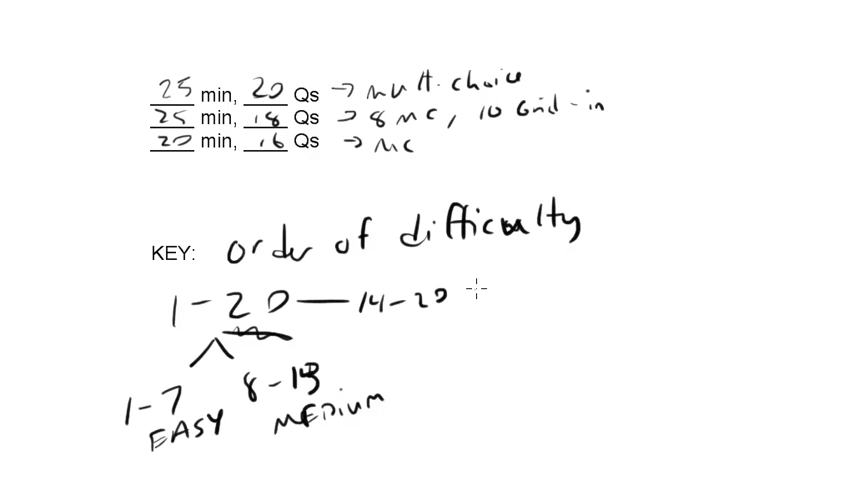 25 min, 20 Qs → mult. choice
25 min, 18 Qs → 8 MC, 10 Grid-in
20 min, 16 Qs → MC
KEY: order of difficulty
1-20 — 14-20
1-7 8-13
EASY MEDIUM